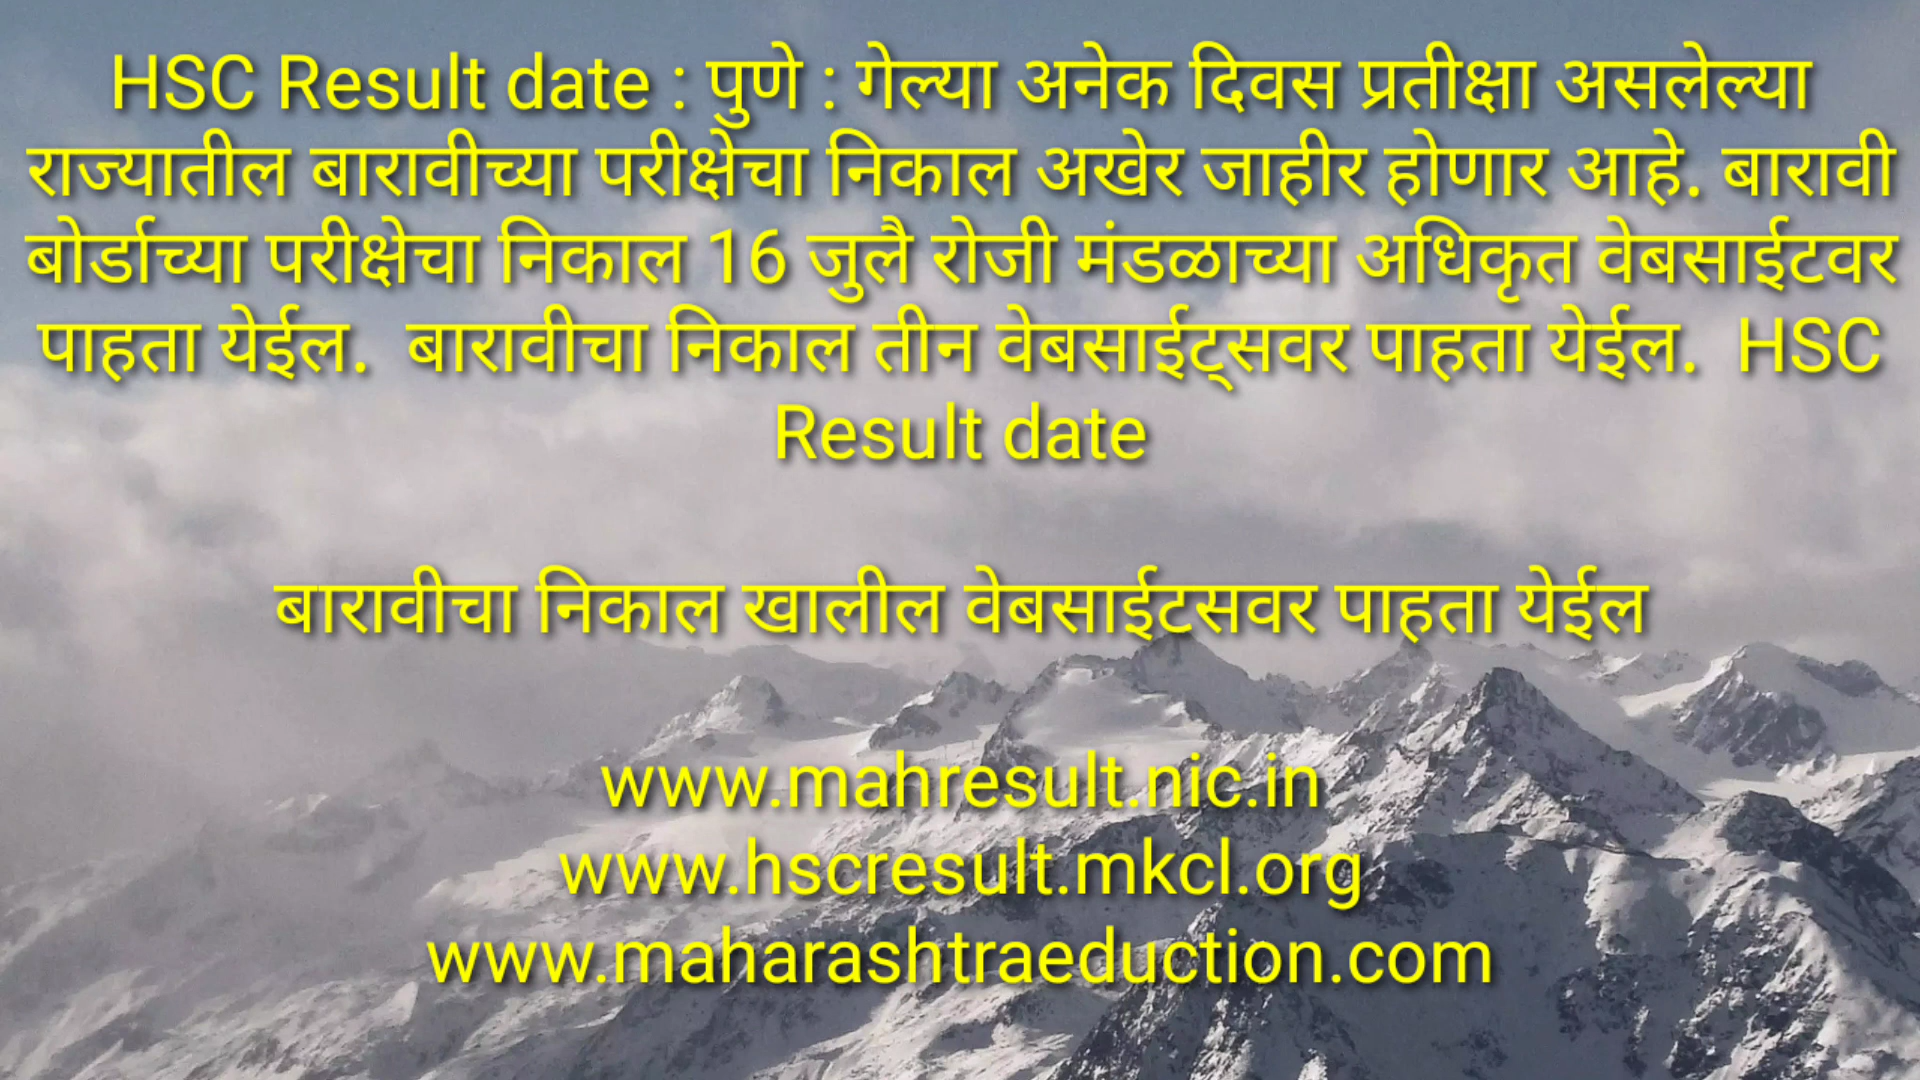 HSC Result date : पुणे : गेल्या अनेक दिवस प्रतीक्षा असलेल्या
राज्यातील बारावीच्या परीक्षेचा निकाल अखेर जाहीर होणार आहे. बारावी
बोर्डाच्या परीक्षेचा निकाल 16 जुलै रोजी मंडळाच्या अधिकृत वेबसाईटवर
पाहता येईल. बारावीचा निकाल तीन वेबसाईट्सवर पाहता येईल. HSC
Result date
बारावीचा निकाल खालील वेबसाईटसवर पाहता येईल
www.mahresult.nic.in
www.hscresult.mkcl.org
www.maharashtraeduction.com